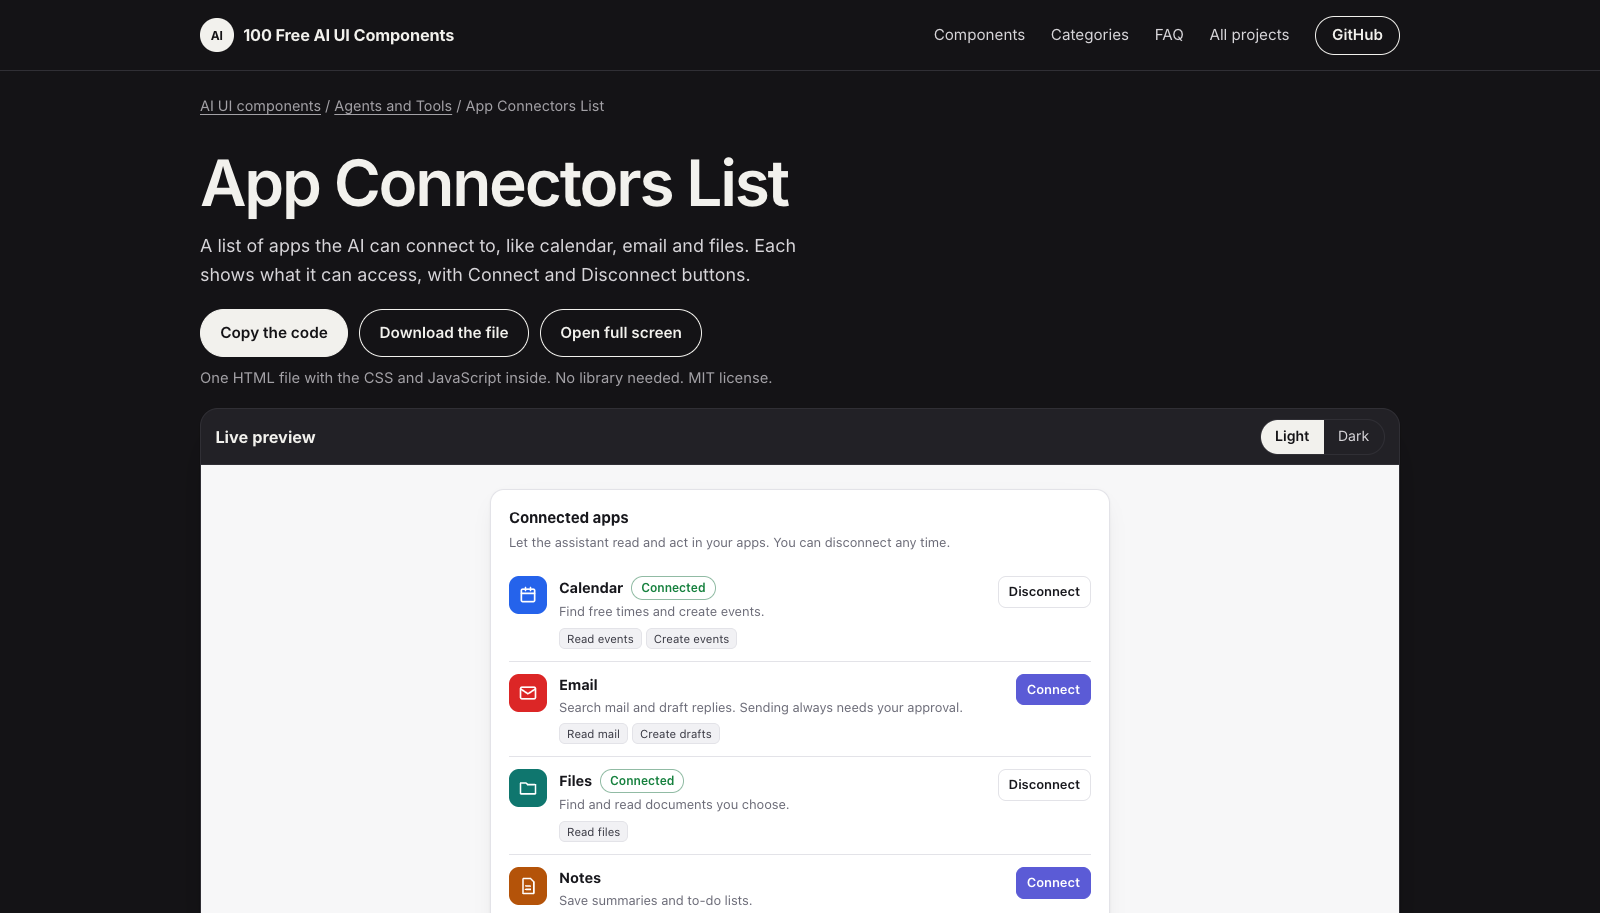 AI 100 Free AI UI Components
Components Categories FAQ All projects GitHub
AI UI components / Agents and Tools / App Connectors List
App Connectors List
A list of apps the AI can connect to, like calendar, email and files. Each
shows what it can access, with Connect and Disconnect buttons.
Copy the code Download the file Open full screen
One HTML file with the CSS and JavaScript inside. No library needed. MIT license.
Live preview Light Dark
Connected apps
Let the assistant read and act in your apps. You can disconnect any time.
Calendar Connected Disconnect
Find free times and create events.
Read events Create events
Email Connect
Search mail and draft replies. Sending always needs your approval.
Read mail Create drafts
Files Connected Disconnect
Find and read documents you choose.
Read files
Notes Connect
Save summaries and to-do lists.